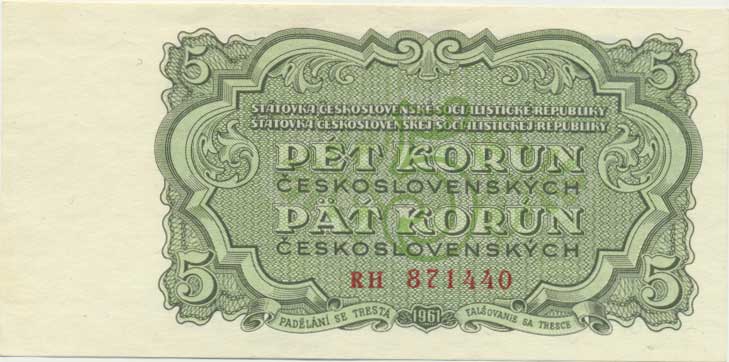 5 5
STÁTOVKA ČESKOSLOVENSKÉ SOCIALISTICKÉ REPUBLIKY
ŠTÁTOVKA ČESKOSLOVENSKEJ SOCIALISTICKEJ REPUBLIKY
PĚT KORUN
ČESKOSLOVENSKÝCH
PÄŤ KORÚN
ČESKOSLOVENSKÝCH
5 RH 871440 5
PADĚLÁNÍ SE TRESTÁ 1961 FALŠOVANIE SA TRESCE